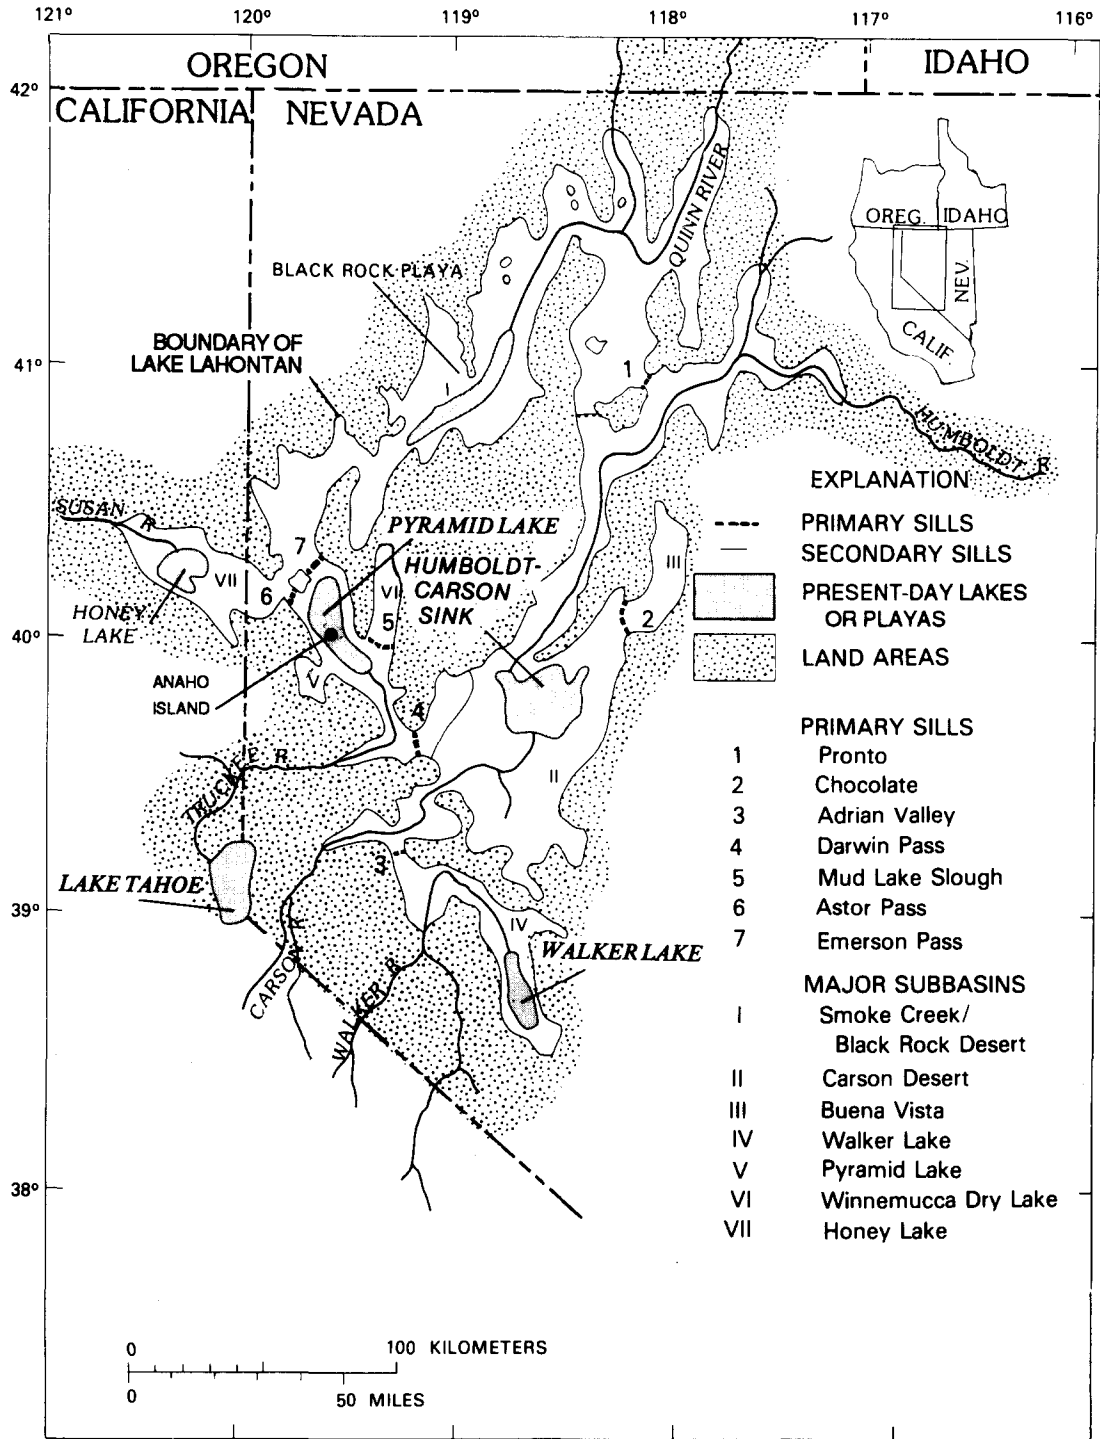 121° 120° 119° 118° 117° 116°
OREGON IDAHO
42°
CALIFORNIA NEVADA
QUINN RIVER
OREG. IDAHO
NEV.
CALIF
BLACK ROCK PLAYA
BOUNDARY OF
LAKE LAHONTAN
41°
1
I
HUMBOLDT R
EXPLANATION
PRIMARY SILLS
SECONDARY SILLS
PRESENT-DAY LAKES
OR PLAYAS
LAND AREAS
SUSAN R
PYRAMID LAKE
7
HUMBOLDT-
CARSON
SINK
III
VII
VI
6
5
2
HONEY
LAKE
40°
ANAHO
ISLAND
V
4
TRUCKEE R
II
3
LAKE TAHOE
39°
IV
WALKER LAKE
CARSON R
WALKER R
PRIMARY SILLS
1 Pronto
2 Chocolate
3 Adrian Valley
4 Darwin Pass
5 Mud Lake Slough
6 Astor Pass
7 Emerson Pass
MAJOR SUBBASINS
I Smoke Creek/
Black Rock Desert
II Carson Desert
III Buena Vista
IV Walker Lake
V Pyramid Lake
VI Winnemucca Dry Lake
VII Honey Lake
38°
0 100 KILOMETERS
0 50 MILES